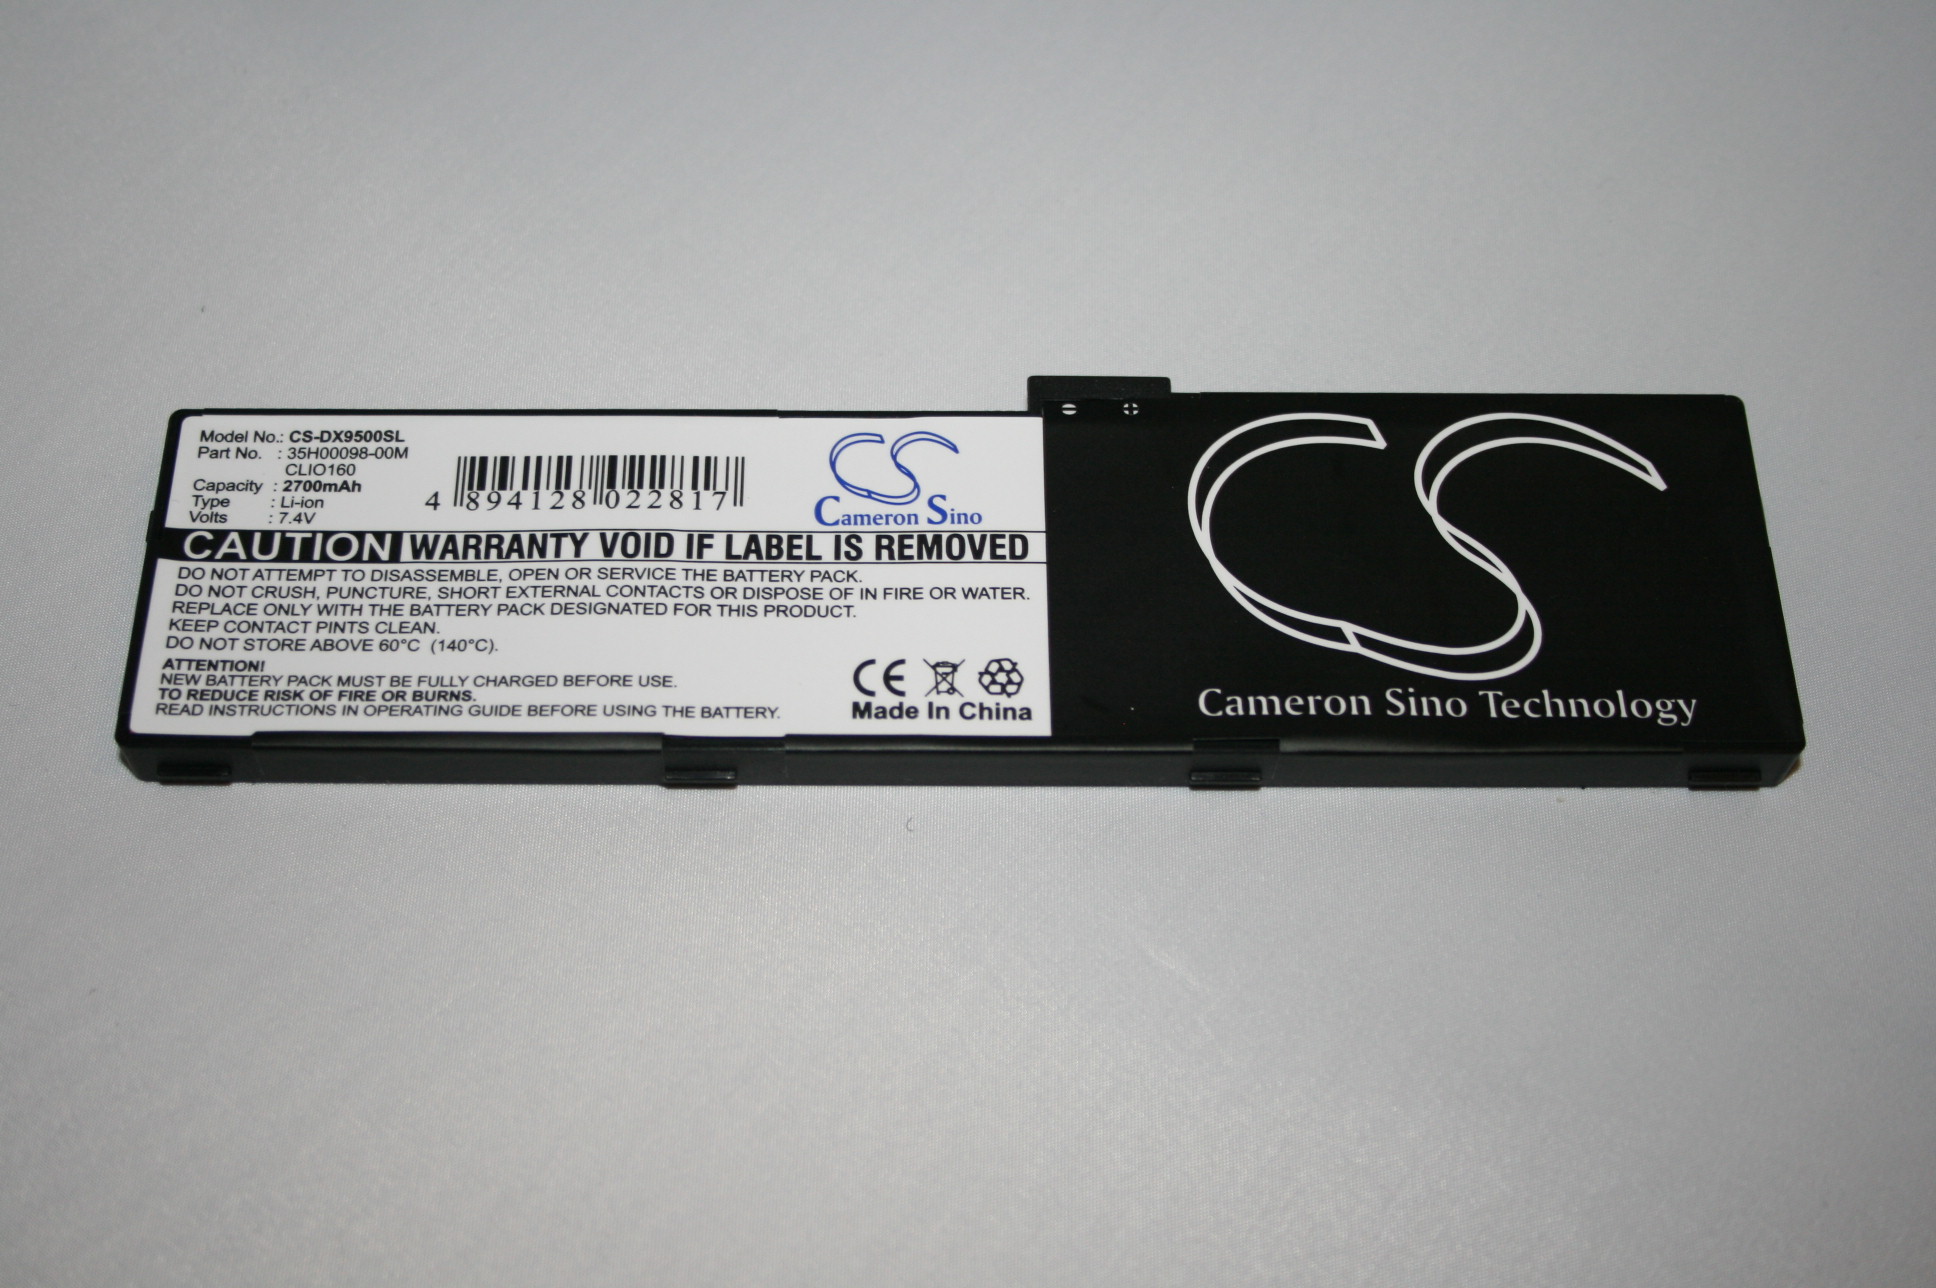 Model No.: CS-DX9500SL
Part No. : 35H00098-00M
CLIO160
Capacity : 2700mAh
Type : Li-ion
Volts : 7.4V
4 894128 022817
CS
Cameron Sino
CAUTION WARRANTY VOID IF LABEL IS REMOVED
DO NOT ATTEMPT TO DISASSEMBLE, OPEN OR SERVICE THE BATTERY PACK.
DO NOT CRUSH, PUNCTURE, SHORT EXTERNAL CONTACTS OR DISPOSE OF IN FIRE OR WATER.
REPLACE ONLY WITH THE BATTERY PACK DESIGNATED FOR THIS PRODUCT.
KEEP CONTACT PINTS CLEAN.
DO NOT STORE ABOVE 60°C (140°C).
ATTENTION!
NEW BATTERY PACK MUST BE FULLY CHARGED BEFORE USE.
TO REDUCE RISK OF FIRE OR BURNS.
READ INSTRUCTIONS IN OPERATING GUIDE BEFORE USING THE BATTERY.
CE
Made In China
- +
CS
Cameron Sino Technology